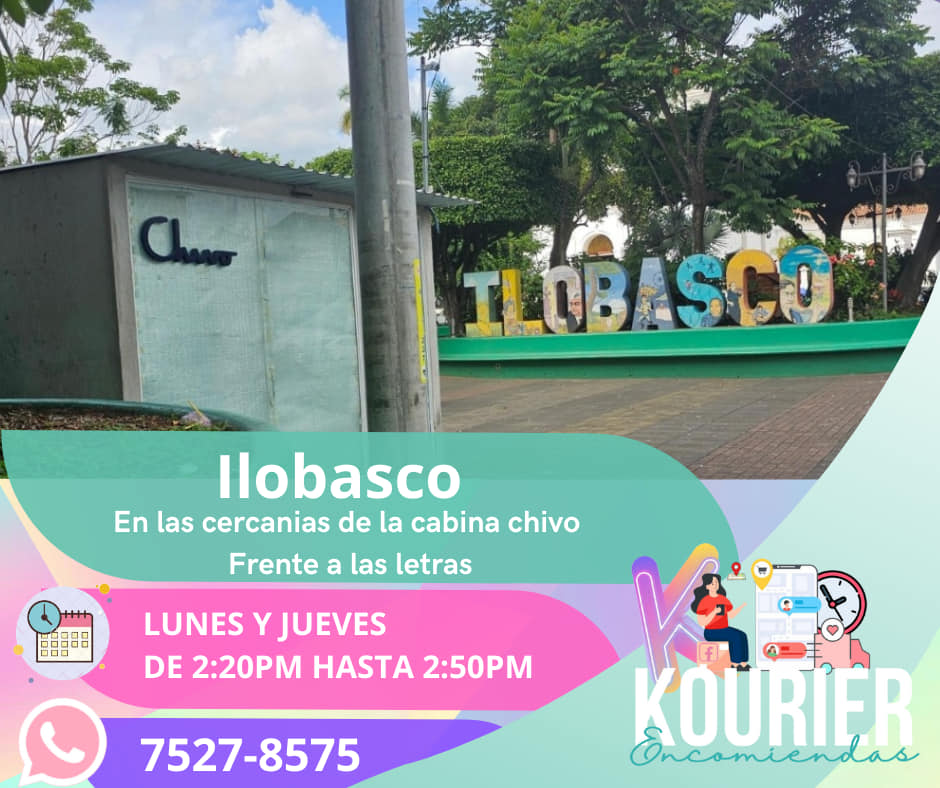 Chivo
ILOBASCO
Ilobasco
En las cercanias de la cabina chivo
Frente a las letras
LUNES Y JUEVES
DE 2:20PM HASTA 2:50PM
7527-8575
K
KOURIER
Encomiendas